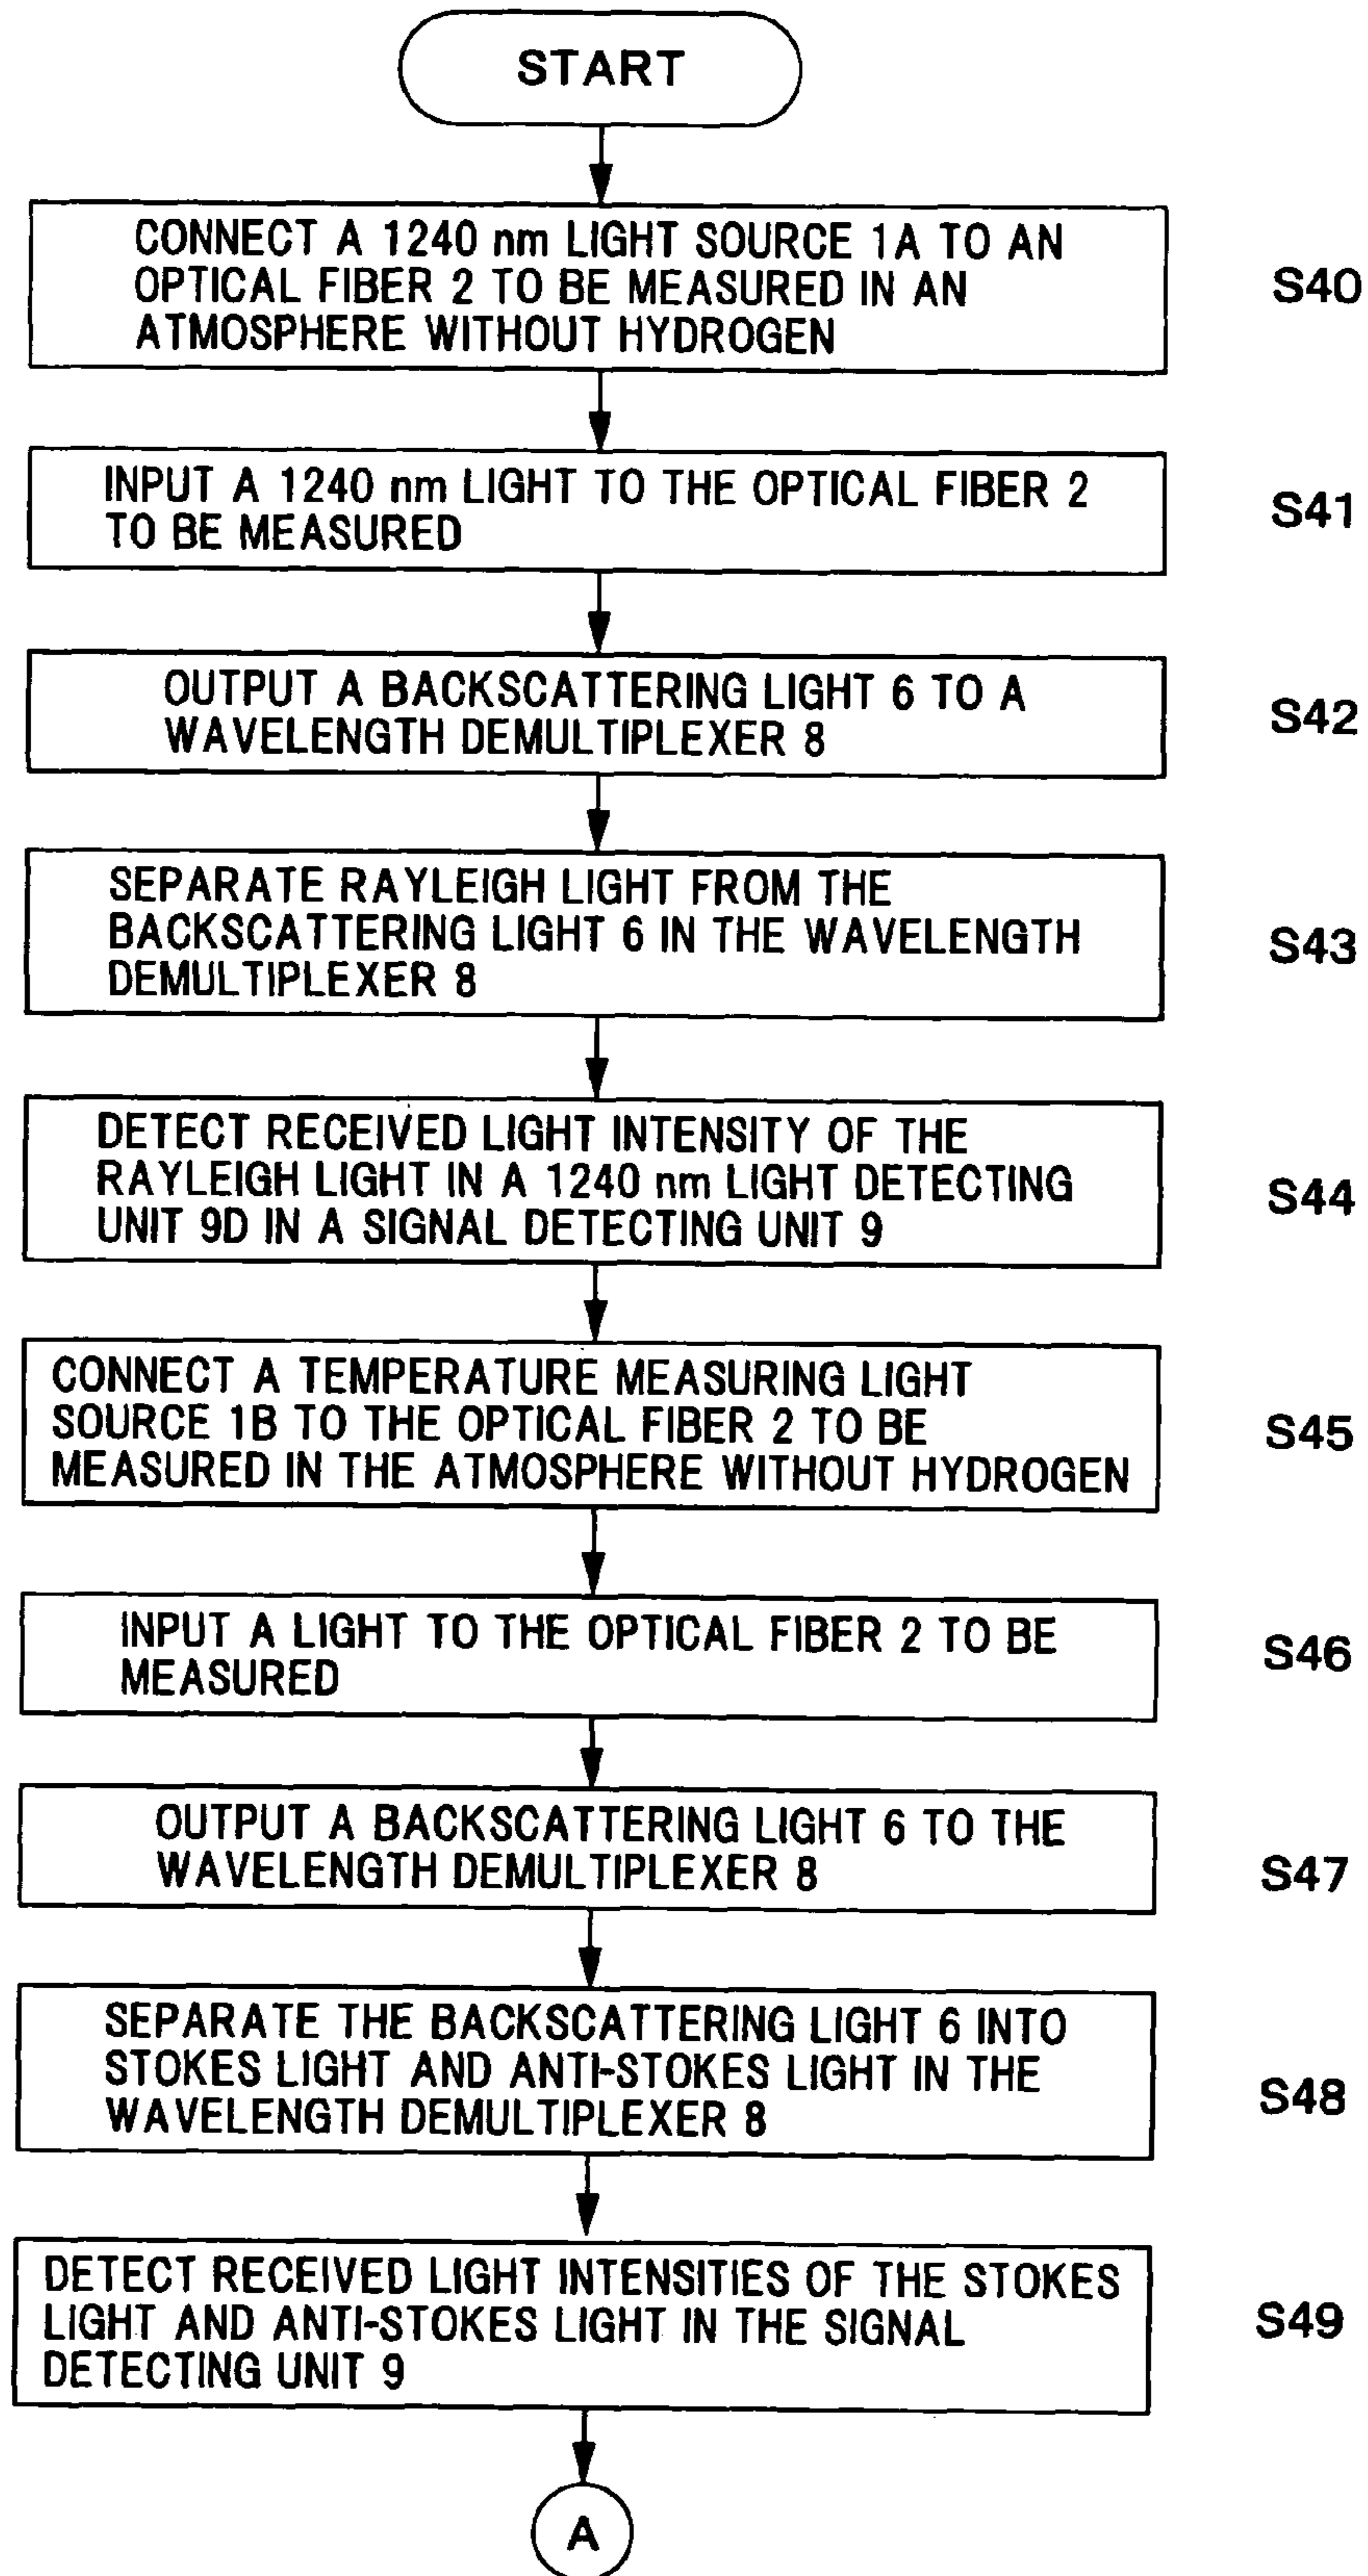 START
CONNECT A 1240 nm LIGHT SOURCE 1A TO AN
OPTICAL FIBER 2 TO BE MEASURED IN AN
ATMOSPHERE WITHOUT HYDROGEN
S40
INPUT A 1240 nm LIGHT TO THE OPTICAL FIBER 2
TO BE MEASURED
S41
OUTPUT A BACKSCATTERING LIGHT 6 TO A
WAVELENGTH DEMULTIPLEXER 8
S42
SEPARATE RAYLEIGH LIGHT FROM THE
BACKSCATTERING LIGHT 6 IN THE WAVELENGTH
DEMULTIPLEXER 8
S43
DETECT RECEIVED LIGHT INTENSITY OF THE
RAYLEIGH LIGHT IN A 1240 nm LIGHT DETECTING
UNIT 9D IN A SIGNAL DETECTING UNIT 9
S44
CONNECT A TEMPERATURE MEASURING LIGHT
SOURCE 1B TO THE OPTICAL FIBER 2 TO BE
MEASURED IN THE ATMOSPHERE WITHOUT HYDROGEN
S45
INPUT A LIGHT TO THE OPTICAL FIBER 2 TO BE
MEASURED
S46
OUTPUT A BACKSCATTERING LIGHT 6 TO THE
WAVELENGTH DEMULTIPLEXER 8
S47
SEPARATE THE BACKSCATTERING LIGHT 6 INTO
STOKES LIGHT AND ANTI-STOKES LIGHT IN THE
WAVELENGTH DEMULTIPLEXER 8
S48
DETECT RECEIVED LIGHT INTENSITIES OF THE STOKES
LIGHT AND ANTI-STOKES LIGHT IN THE SIGNAL
DETECTING UNIT 9
S49
A